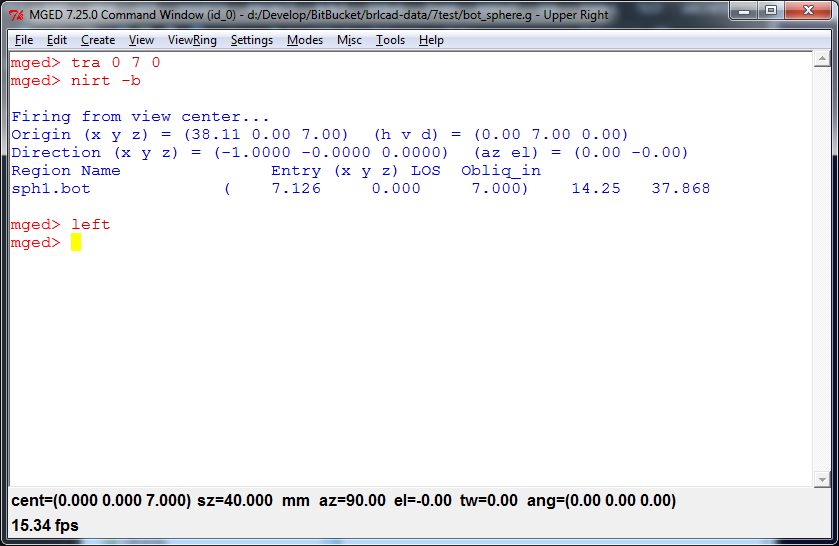 MGED 7.25.0 Command Window (id_0) - d:/Develop/BitBucket/brlcad-data/7test/bot_sphere.g - Upper Right
File Edit Create View ViewRing Settings Modes Misc Tools Help
mged> tra 0 7 0
mged> nirt -b
Firing from view center...
Origin (x y z) = (38.11 0.00 7.00) (h v d) = (0.00 7.00 0.00)
Direction (x y z) = (-1.0000 -0.0000 0.0000) (az el) = (0.00 -0.00)
Region Name Entry (x y z) LOS Obliq_in
sph1.bot ( 7.126 0.000 7.000) 14.25 37.868
mged> left
mged>
cent=(0.000 0.000 7.000) sz=40.000 mm az=90.00 el=-0.00 tw=0.00 ang=(0.00 0.00 0.00)
15.34 fps